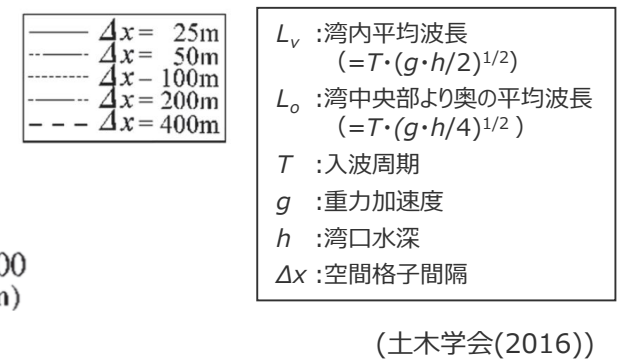 Δx= 25m
Δx= 50m
Δx− 100m
Δx= 200m
Δx= 400m
Lv :湾内平均波長
(=T・(g・h/2)1/2)
Lo :湾中央部より奥の平均波長
(=T・(g・h/4)1/2 )
T :入波周期
g :重力加速度
h :湾口水深
Δx :空間格子間隔
00
m)
(土木学会(2016))